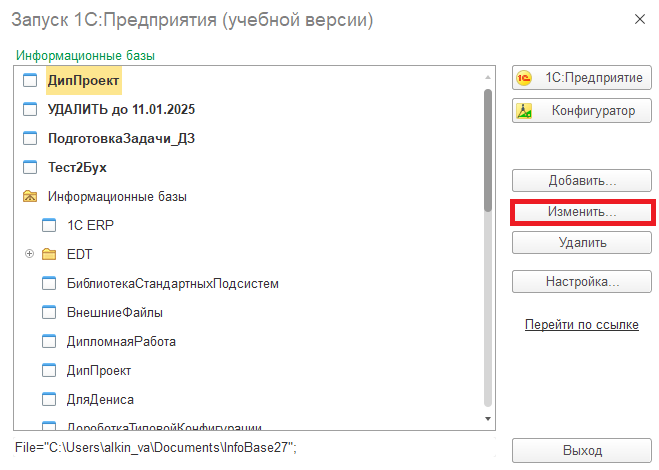 Запуск 1С:Предприятия (учебной версии)
Информационные базы
ДипПроект
УДАЛИТЬ до 11.01.2025
ПодготовкаЗадачи_ДЗ
Тест2Бух
Информационные базы
1С ERP
EDT
БиблиотекаСтандартныхПодсистем
ВнешниеФайлы
ДипломнаяРабота
ДипПроект
ДляДениса
ДоработкаТиповойКонфигурации
File="C:\Users\alkin_va\Documents\InfoBase27";
1С:Предприятие
Конфигуратор
Добавить...
Изменить...
Удалить
Настройка...
Перейти по ссылке
Выход